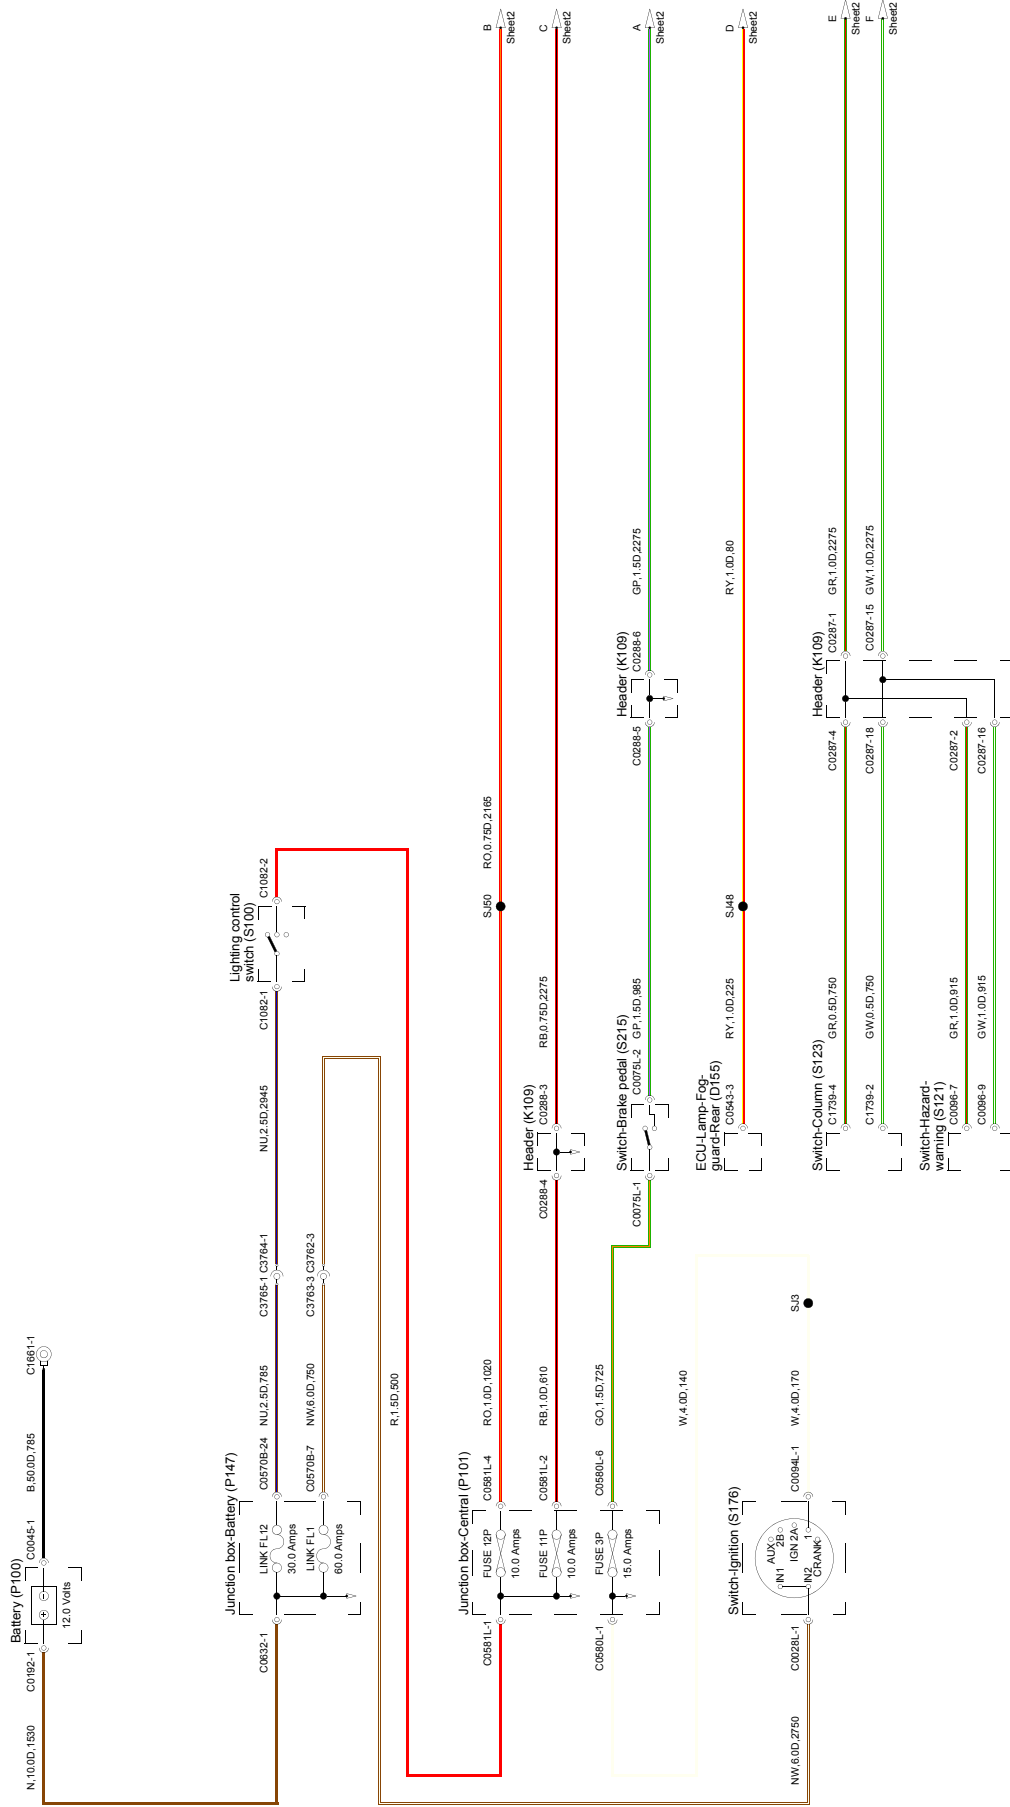 Battery (P100)
C0192-1
C0045-1
12.0 Volts
N,10.0D,1530
B,50.0D,785
C1661-1
Junction box-Battery (P147)
C0632-1
LINK FL12
30.0 Amps
LINK FL1
60.0 Amps
C0570B-24
C0570B-7
NU,2.5D,785
NW,6.0D,750
C3765-1
C3764-1
C3763-3
C3762-3
NU,2.5D,2945
Lighting control
switch (S100)
C1082-1
C1082-2
R,1.5D,500
Junction box-Central (P101)
C0581L-1
FUSE 12P
10.0 Amps
FUSE 11P
10.0 Amps
C0580L-1
FUSE 3P
15.0 Amps
C0581L-4
C0581L-2
C0580L-6
RO,1.0D,1020
RB,1.0D,610
GO,1.5D,725
SJ50
RO,0.75D,2165
B
Sheet2
Header (K109)
C0288-4
C0288-3
RB,0.75D,2275
C
Sheet2
Switch-Brake pedal (S215)
C0075L-1
C0075L-2
GP,1.5D,985
Header (K109)
C0288-5
C0288-6
GP,1.5D,2275
A
Sheet2
W,4.0D,140
Switch-Ignition (S176)
C0028L-1
NW,6.0D,2750
IN1
IN2
AUX
2B
IGN 2A
1
CRANK
C0094L-1
W,4.0D,170
SJ3
ECU-Lamp-Fog-
guard-Rear (D155)
C0543-3
RY,1.0D,225
SJ48
RY,1.0D,80
D
Sheet2
Switch-Column (S123)
C1739-4
C1739-2
GR,0.5D,750
GW,0.5D,750
Header (K109)
C0287-4
C0287-18
C0287-2
C0287-16
C0287-1
C0287-15
GR,1.0D,2275
GW,1.0D,2275
E
Sheet2
F
Sheet2
Switch-Hazard-
warning (S121)
C0096-7
C0096-9
GR,1.0D,915
GW,1.0D,915